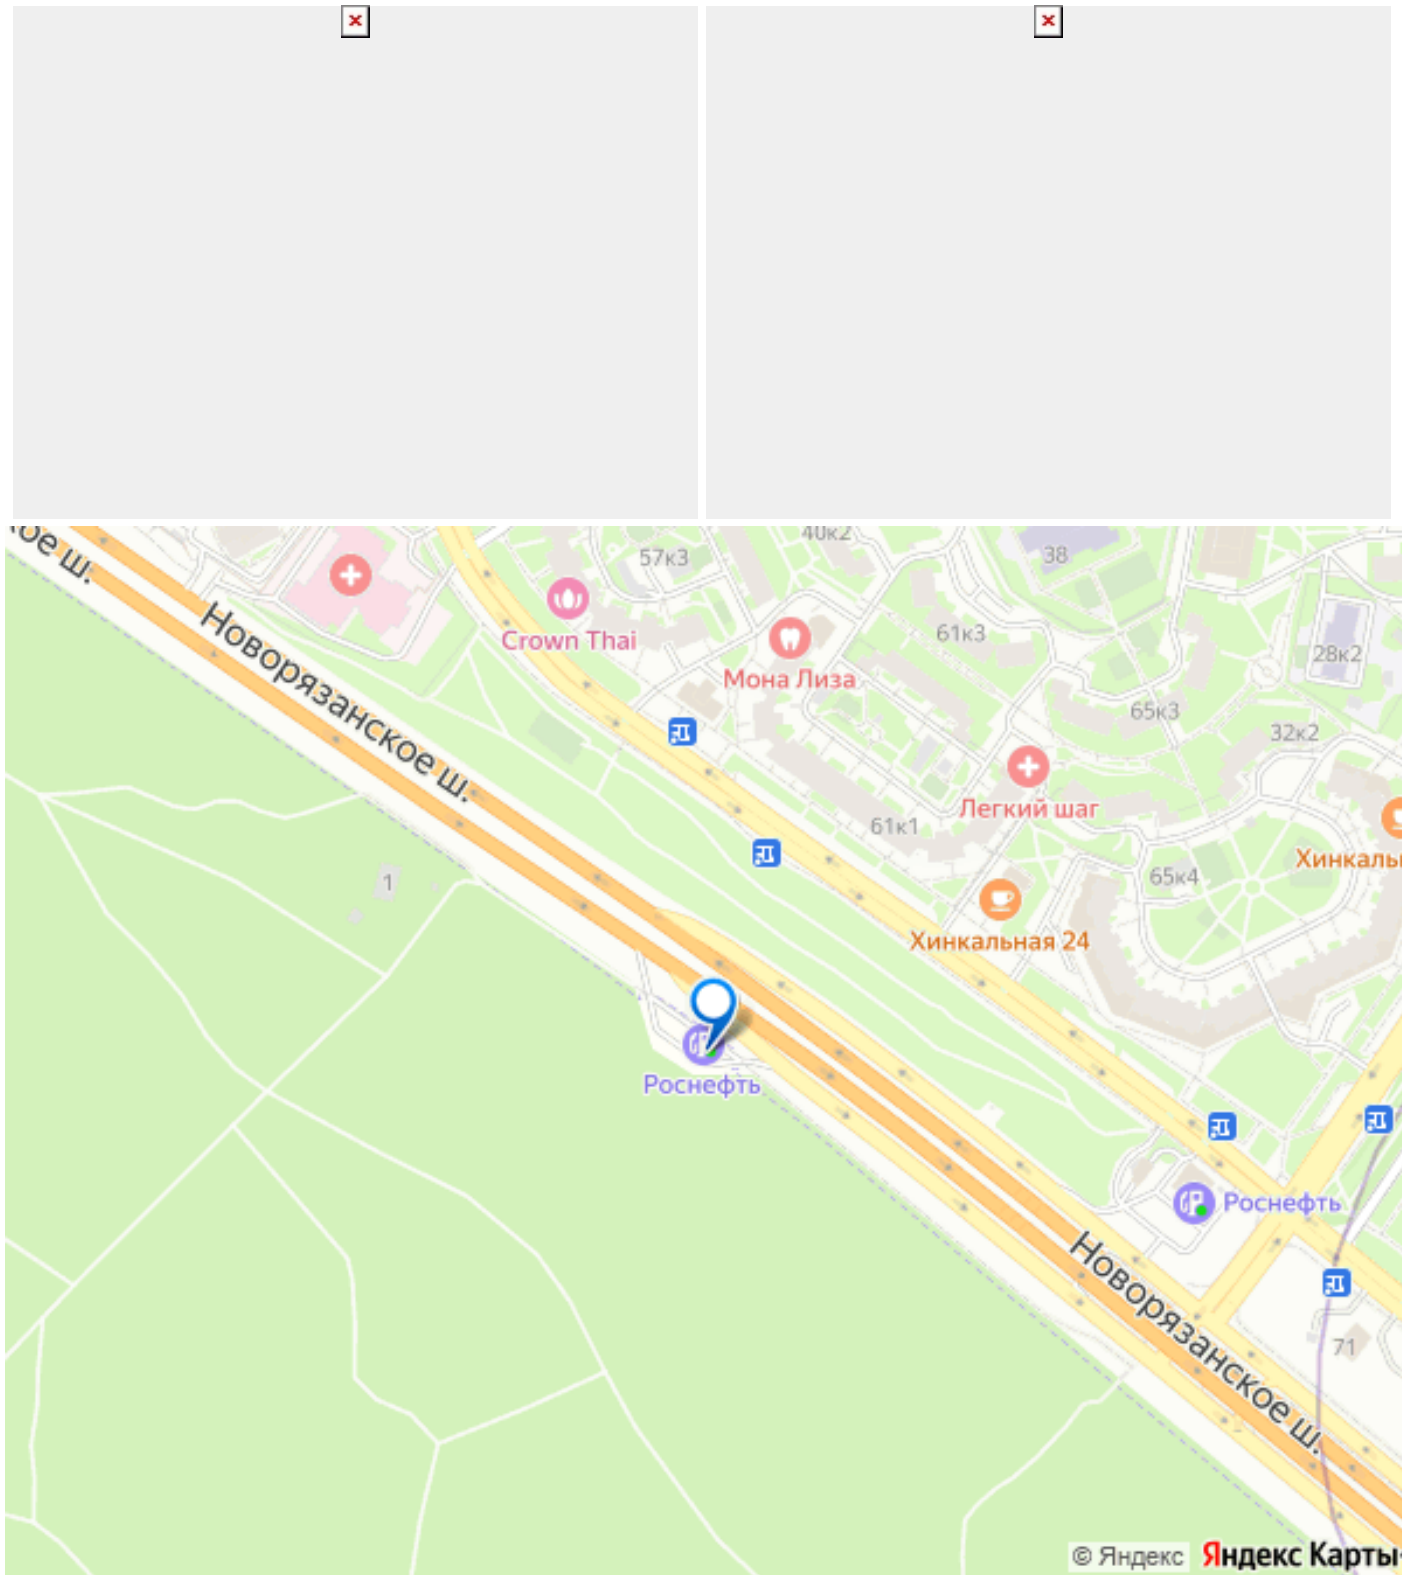 ое ш.
57к3
40к2
38
Crown Thai
Новорязанское ш.
61к3
28к2
Мона Лиза
65к3
32к2
Легкий шаг
61к1
Хинкаль
65к4
1
Хинкальная 24
Роснефть
Роснефть
Новорязанское ш.
71
© Яндекс Яндекс Карты